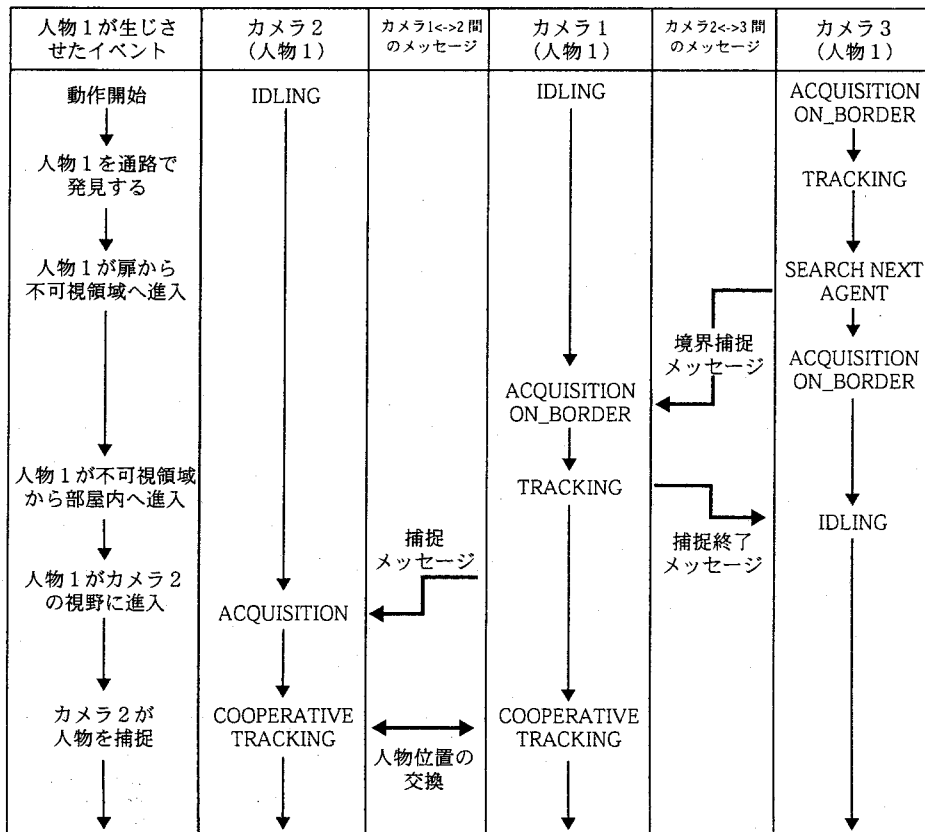 人物1が生じさ
せたイベント
カメラ2
(人物1)
カメラ1<->2間
のメッセージ
カメラ1
(人物1)
カメラ2<->3間
のメッセージ
カメラ3
(人物1)
動作開始
IDLING
IDLING
ACQUISITION
ON_BORDER
人物1を通路で
発見する
TRACKING
人物1が扉から
不可視領域へ進入
SEARCH NEXT
AGENT
境界捕捉
メッセージ
ACQUISITION
ON_BORDER
ACQUISITION
ON_BORDER
人物1が不可視領域
から部屋内へ進入
TRACKING
捕捉終了
メッセージ
IDLING
捕捉
メッセージ
人物1がカメラ2
の視野に進入
ACQUISITION
カメラ2が
人物を捕捉
COOPERATIVE
TRACKING
人物位置の
交換
COOPERATIVE
TRACKING